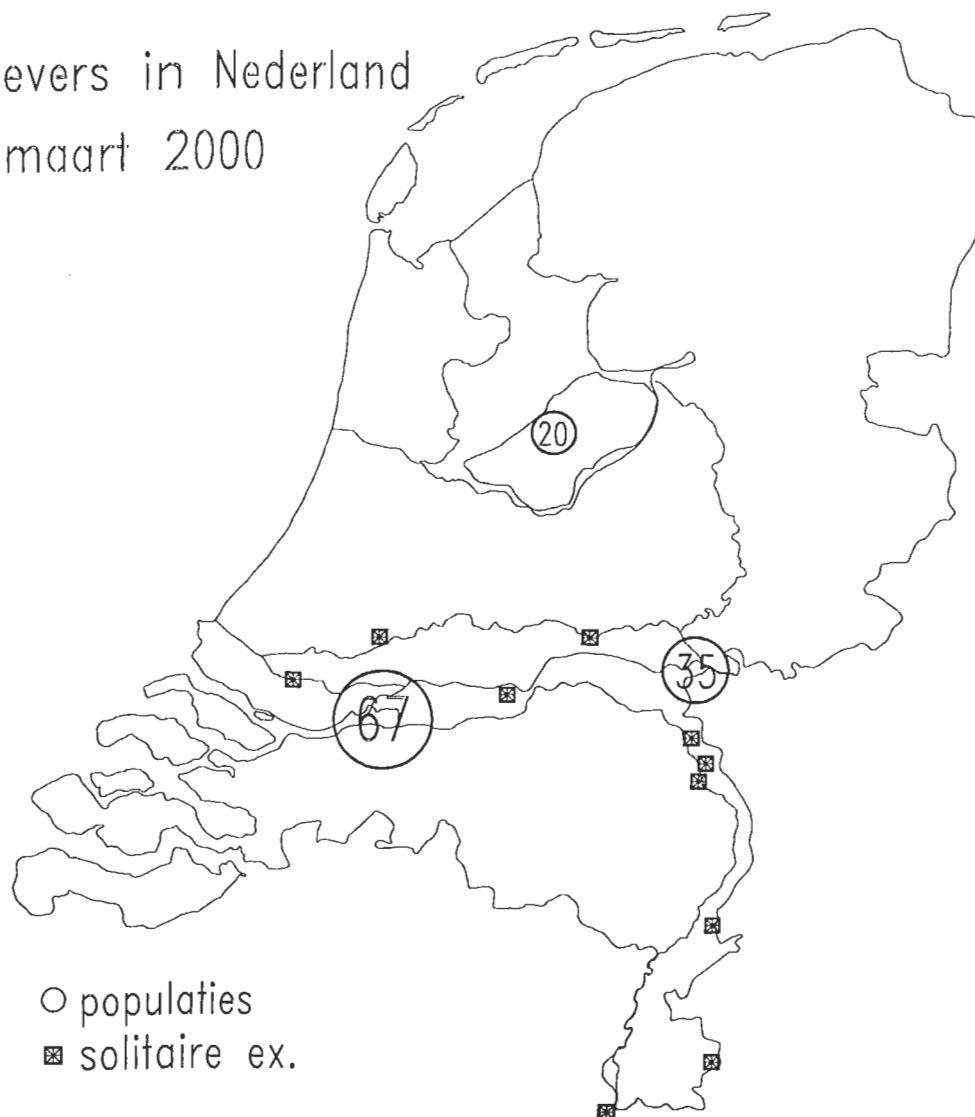 evers in Nederland
maart 2000
20
35
67
populaties
solitaire ex.